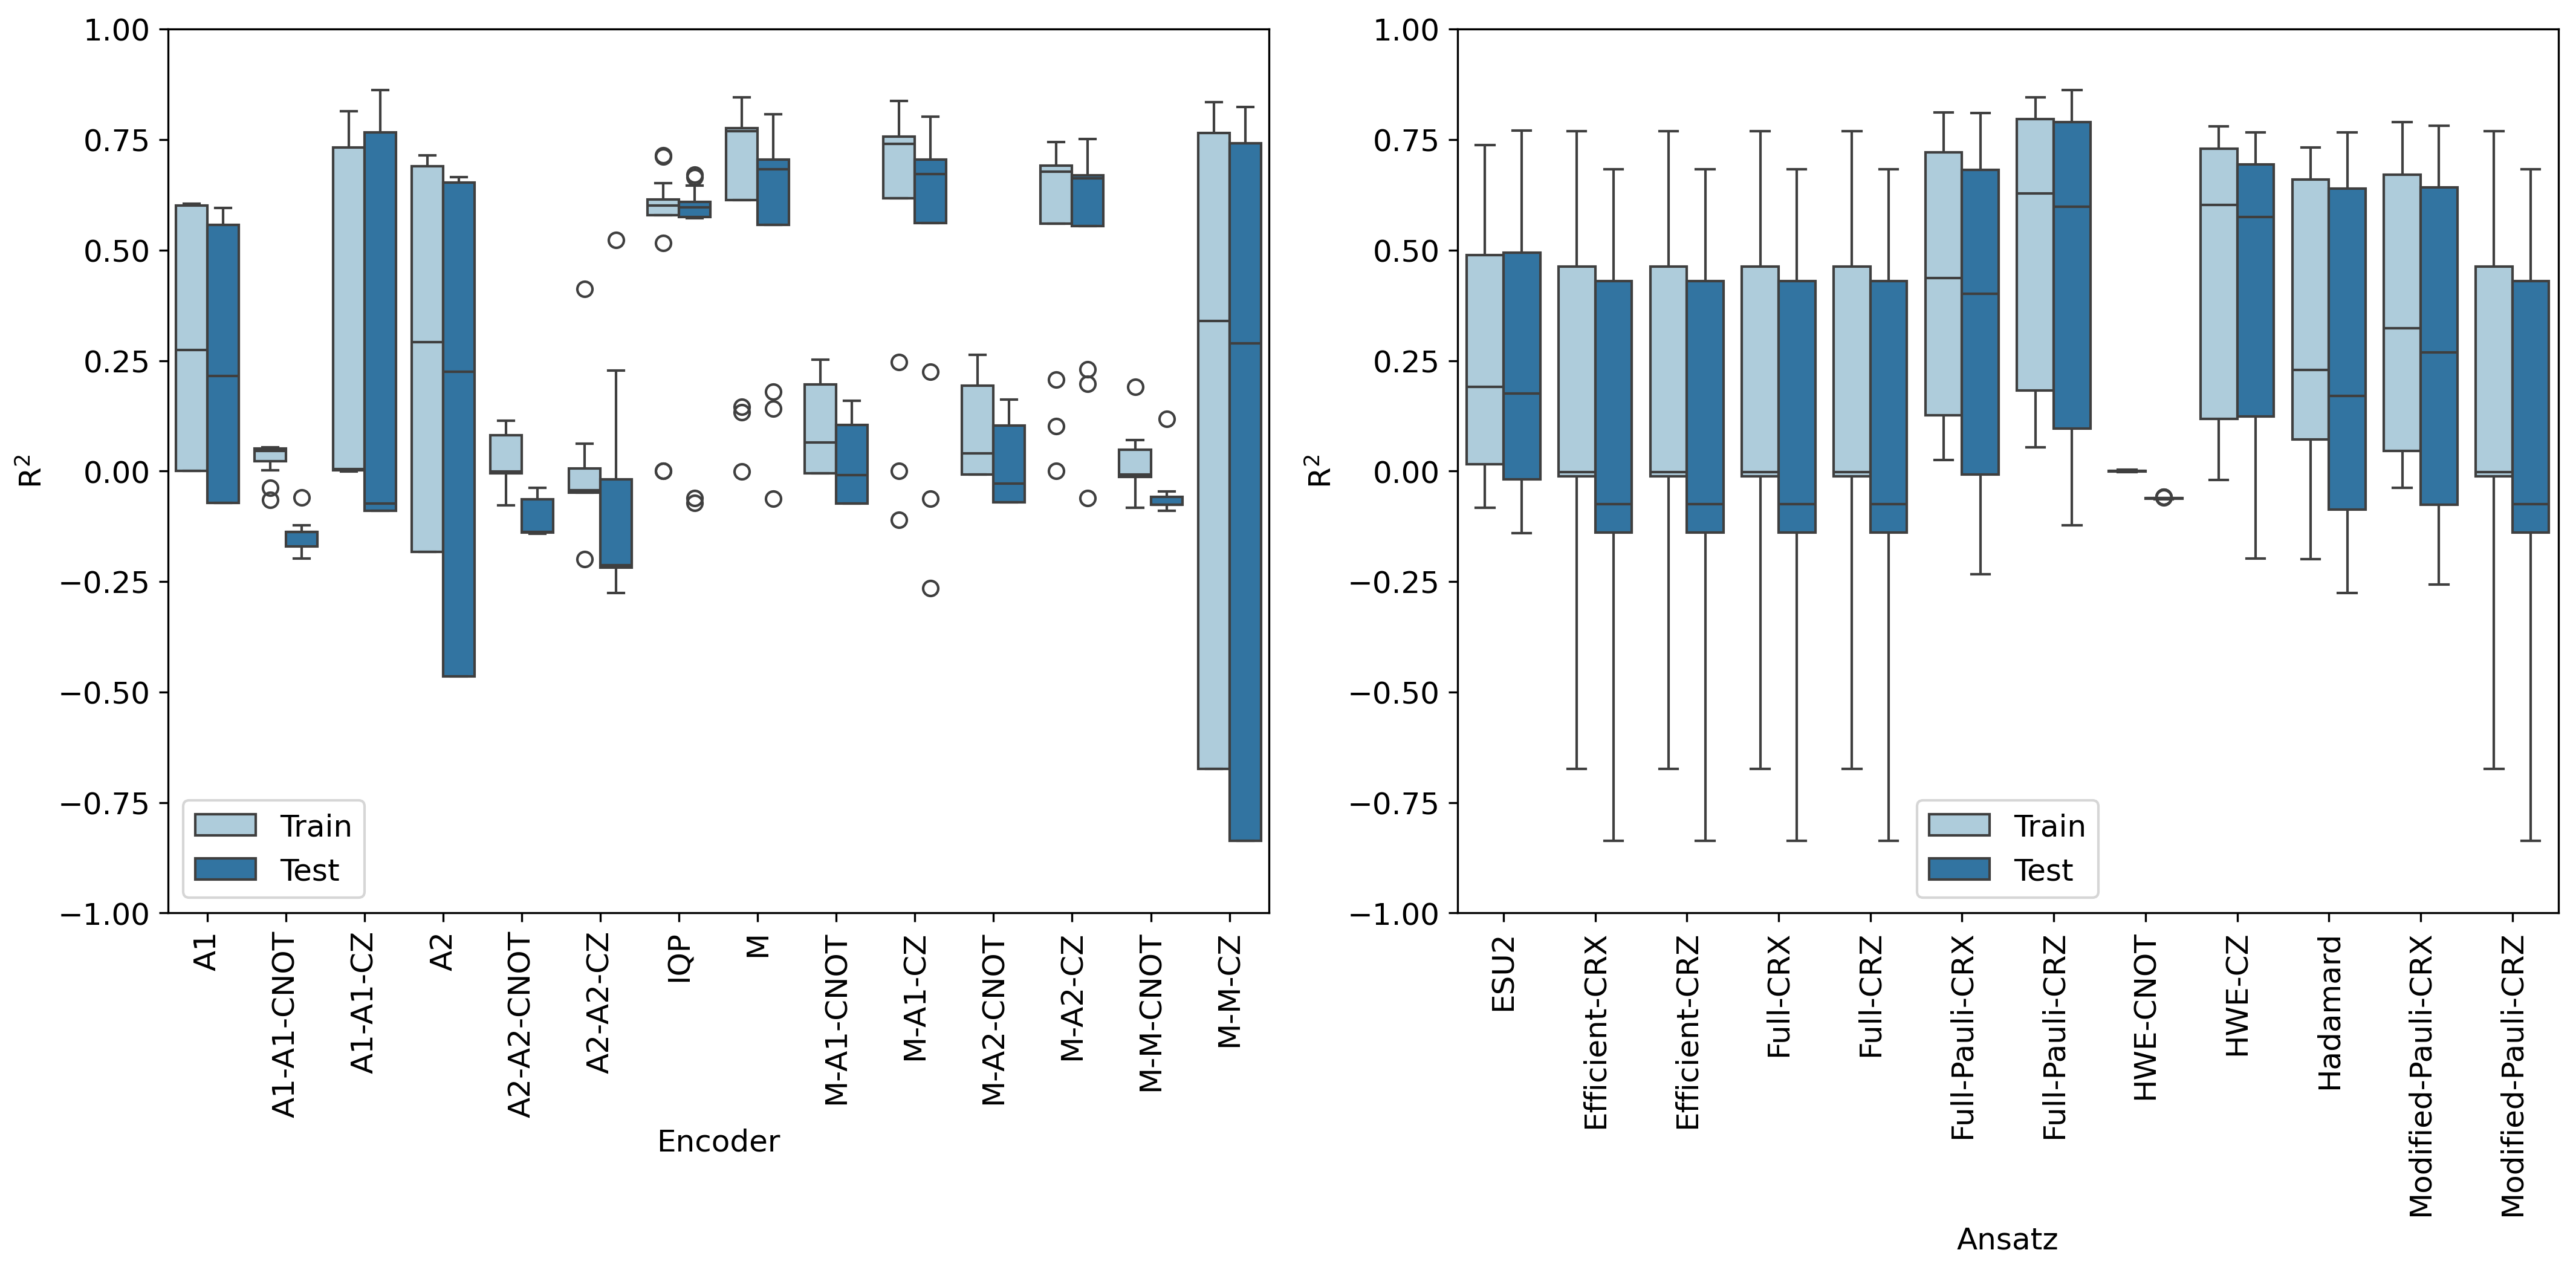 1.00
0.75
0.50
0.25
0.00
−0.25
−0.50
−0.75
−1.00
R²
Train
Test
A1
A1-A1-CNOT
A1-A1-CZ
A2
A2-A2-CNOT
A2-A2-CZ
IQP
M
M-A1-CNOT
M-A1-CZ
M-A2-CNOT
M-A2-CZ
M-M-CNOT
M-M-CZ
Encoder
1.00
0.75
0.50
0.25
0.00
−0.25
−0.50
−0.75
−1.00
R²
Train
Test
ESU2
Efficient-CRX
Efficient-CRZ
Full-CRX
Full-CRZ
Full-Pauli-CRX
Full-Pauli-CRZ
HWE-CNOT
HWE-CZ
Hadamard
Modified-Pauli-CRX
Modified-Pauli-CRZ
Ansatz